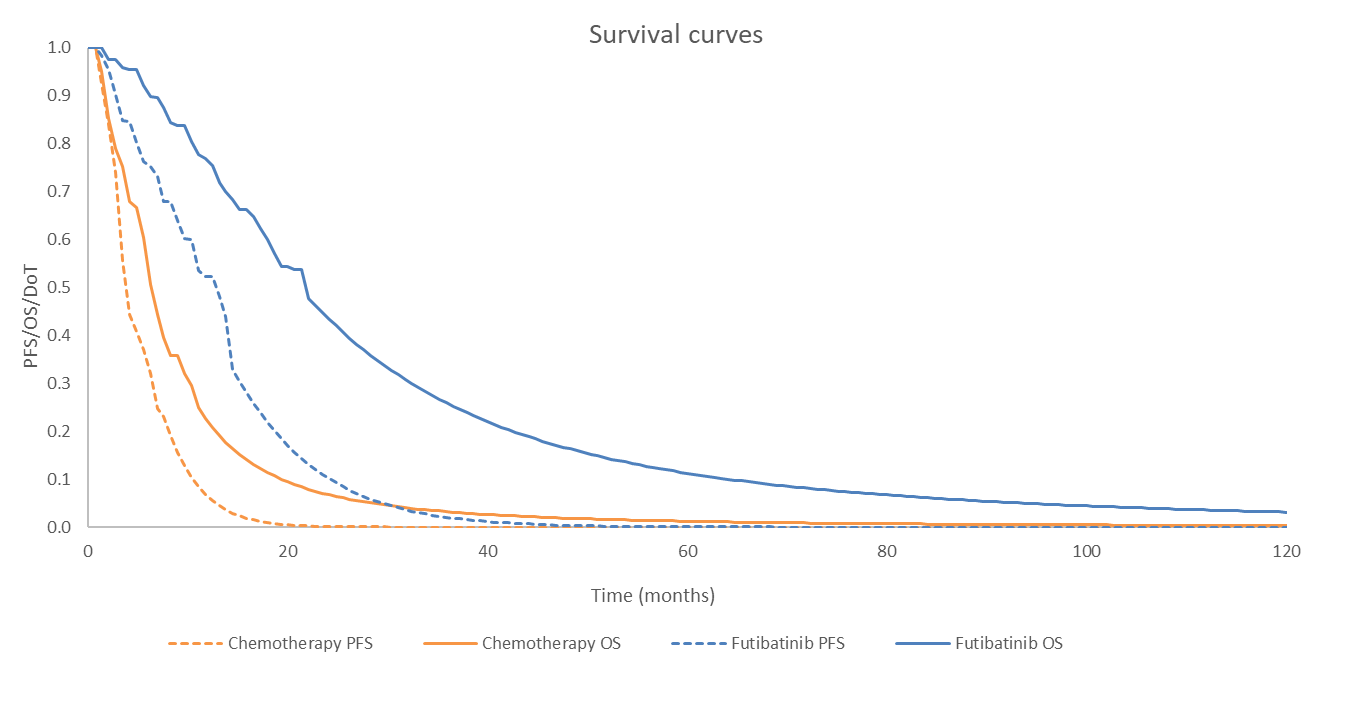 Survival curves
1.0
0.9
0.8
0.7
0.6
0.5
0.4
0.3
0.2
0.1
0.0
PFS/OS/DoT
0 20 40 60 80 100 120
Time (months)
Chemotherapy PFS Chemotherapy OS Futibatinib PFS Futibatinib OS